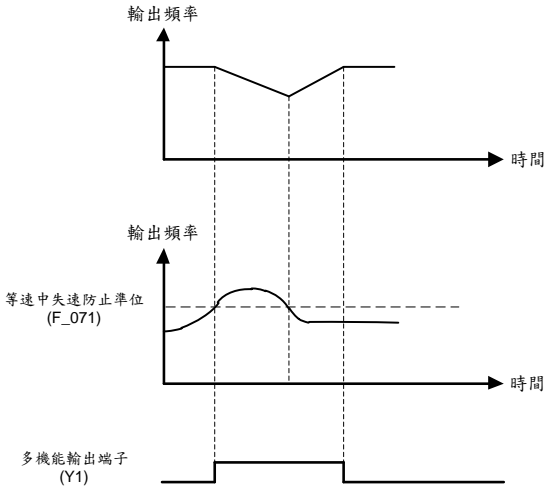 輸出頻率
時間
輸出頻率
等速中失速防止準位
(F_071)
時間
多機能輸出端子
(Y1)